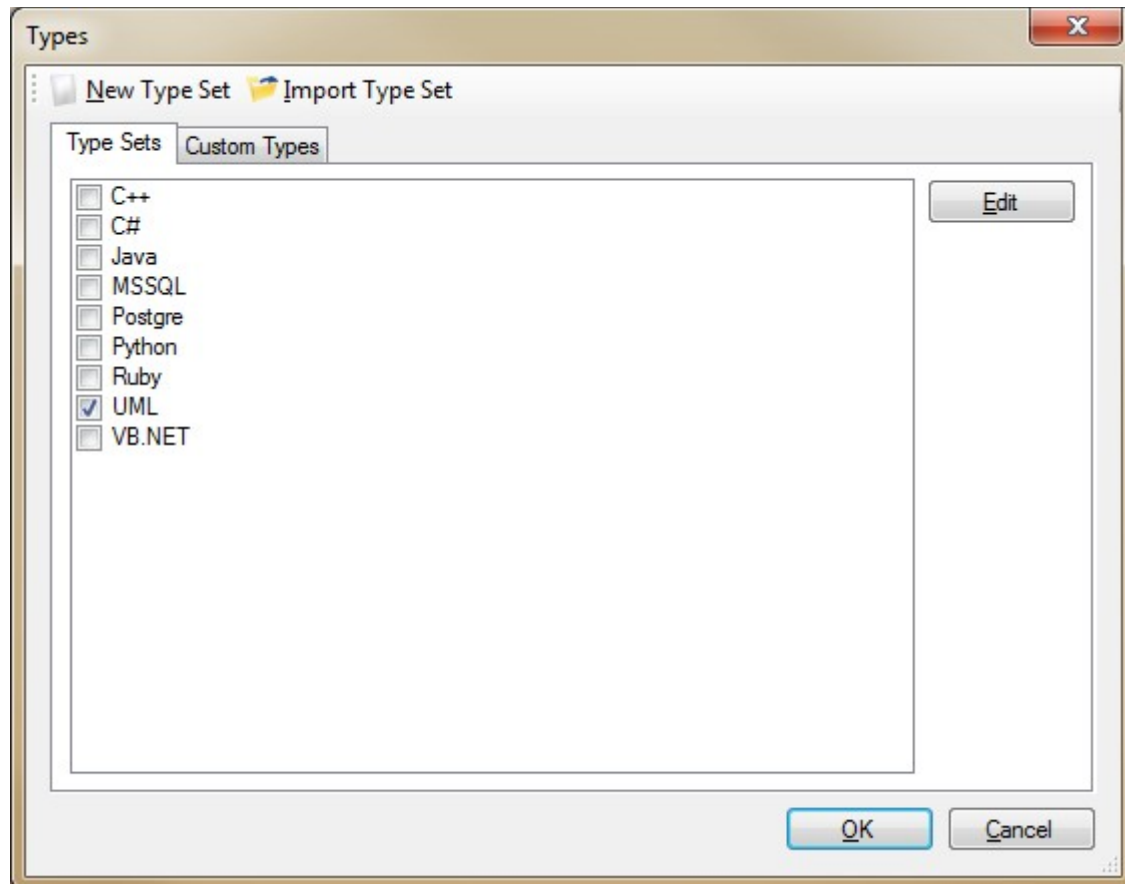 Types
New Type Set Import Type Set
Type Sets Custom Types
C++
Edit
C#
Java
MSSQL
Postgre
Python
Ruby
UML
VB.NET
OK Cancel